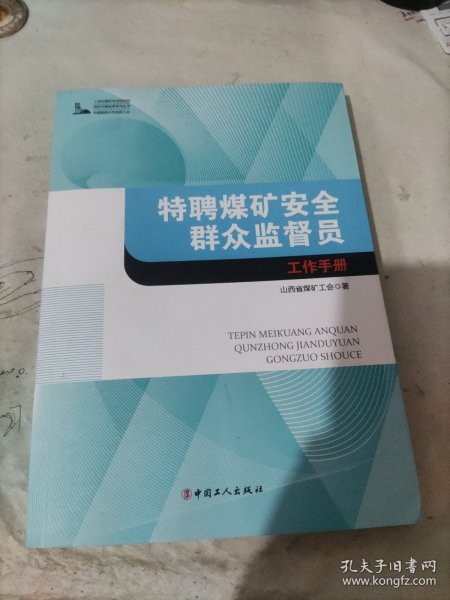 特聘煤矿安全
群众监督员
工作手册
山西省煤矿工会◎著
TEPIN MEIKUANG ANQUAN
QUNZHONG JIANDUYUAN
GONGZUO SHOUCE
中国工人出版社
孔夫子旧书网
www.kongfz.com